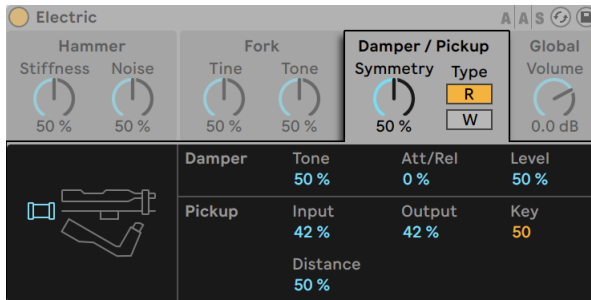 Electric A A S
Hammer Fork Damper / Pickup Global
Stiffness Noise Tine Tone Symmetry Type Volume
R
W
50 % 50 % 50 % 50 % 50 % 0.0 dB
Damper Tone Att/Rel Level
50 % 0 % 50 %
Pickup Input Output Key
42 % 42 % 50
Distance
50 %